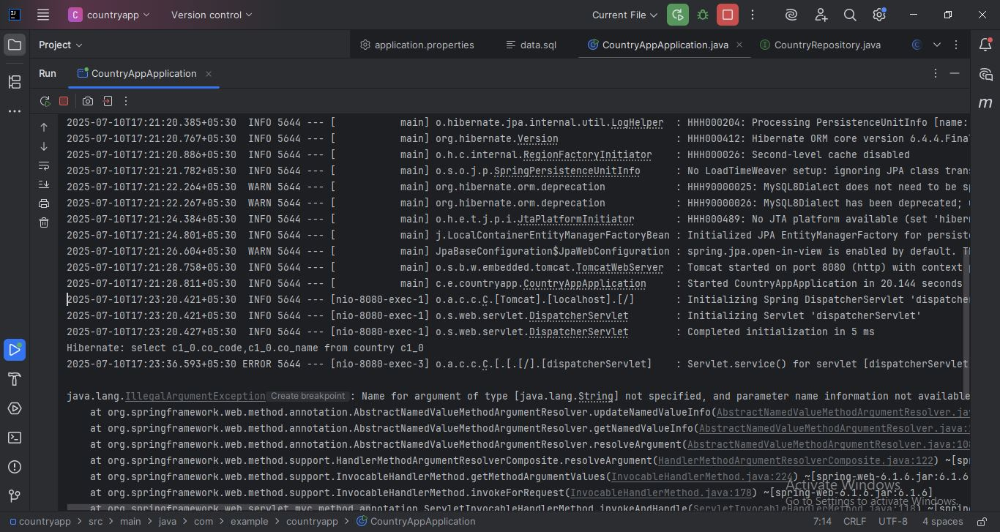 C countryapp Version control Current File
Project application.properties data.sql CountryAppApplication.java CountryRepository.java
Run CountryAppApplication
2025-07-10T17:21:20.385+05:30  INFO 5644 --- [           main] o.hibernate.jpa.internal.util.LogHelper  : HHH000204: Processing PersistenceUnitInfo [name:
2025-07-10T17:21:20.767+05:30  INFO 5644 --- [           main] org.hibernate.Version                    : HHH000412: Hibernate ORM core version 6.4.4.Final
2025-07-10T17:21:20.886+05:30  INFO 5644 --- [           main] o.h.c.internal.RegionFactoryInitiator    : HHH000026: Second-level cache disabled
2025-07-10T17:21:21.782+05:30  INFO 5644 --- [           main] o.s.o.j.p.SpringPersistenceUnitInfo      : No LoadTimeWeaver setup: ignoring JPA class tran
2025-07-10T17:21:22.264+05:30  WARN 5644 --- [           main] org.hibernate.orm.deprecation            : HHH90000025: MySQL8Dialect does not need to be s
2025-07-10T17:21:22.267+05:30  WARN 5644 --- [           main] org.hibernate.orm.deprecation            : HHH90000026: MySQL8Dialect has been deprecated;
2025-07-10T17:21:24.384+05:30  INFO 5644 --- [           main] o.h.e.t.j.p.i.JtaPlatformInitiator       : HHH000489: No JTA platform available (set 'hiber
2025-07-10T17:21:24.801+05:30  INFO 5644 --- [           main] j.LocalContainerEntityManagerFactoryBean : Initialized JPA EntityManagerFactory for persist
2025-07-10T17:21:26.604+05:30  WARN 5644 --- [           main] JpaBaseConfiguration$JpaWebConfiguration : spring.jpa.open-in-view is enabled by default. T
2025-07-10T17:21:28.758+05:30  INFO 5644 --- [           main] o.s.b.w.embedded.tomcat.TomcatWebServer  : Tomcat started on port 8080 (http) with context
2025-07-10T17:21:28.811+05:30  INFO 5644 --- [           main] c.e.countryapp.CountryAppApplication     : Started CountryAppApplication in 20.144 seconds
2025-07-10T17:23:20.421+05:30  INFO 5644 --- [nio-8080-exec-1] o.a.c.c.C.[Tomcat].[localhost].[/]       : Initializing Spring DispatcherServlet 'dispatche
2025-07-10T17:23:20.421+05:30  INFO 5644 --- [nio-8080-exec-1] o.s.web.servlet.DispatcherServlet        : Initializing Servlet 'dispatcherServlet'
2025-07-10T17:23:20.427+05:30  INFO 5644 --- [nio-8080-exec-1] o.s.web.servlet.DispatcherServlet        : Completed initialization in 5 ms
Hibernate: select c1_0.co_code,c1_0.co_name from country c1_0
2025-07-10T17:23:36.593+05:30 ERROR 5644 --- [nio-8080-exec-3] o.a.c.c.C.[.[.[/].[dispatcherServlet]    : Servlet.service() for servlet [dispatcherServlet
java.lang.IllegalArgumentException Create breakpoint : Name for argument of type [java.lang.String] not specified, and parameter name information not available
at org.springframework.web.method.annotation.AbstractNamedValueMethodArgumentResolver.updateNamedValueInfo(AbstractNamedValueMethodArgumentResolver.ja
at org.springframework.web.method.annotation.AbstractNamedValueMethodArgumentResolver.getNamedValueInfo(AbstractNamedValueMethodArgumentResolver.java:
at org.springframework.web.method.annotation.AbstractNamedValueMethodArgumentResolver.resolveArgument(AbstractNamedValueMethodArgumentResolver.java:108
at org.springframework.web.method.support.HandlerMethodArgumentResolverComposite.resolveArgument(HandlerMethodArgumentResolverComposite.java:122) ~[spr
at org.springframework.web.method.support.InvocableHandlerMethod.getMethodArgumentValues(InvocableHandlerMethod.java:224) ~[spring-web-6.1.6.jar:6.1.6
at org.springframework.web.method.support.InvocableHandlerMethod.invokeForRequest(InvocableHandlerMethod.java:178) ~[spring-web-6.1.6.jar:6.1.6]
at org.springframework.web.servlet.mvc.method.annotation.ServletInvocableHandlerMethod.invokeAndHandle(ServletInvocableHandlerMethod.java:118) ~[sprin
Activate Windows
Go to Settings to activate Windows.
countryapp > src > main > java > com > example > countryapp > CountryAppApplication 7:14 CRLF UTF-8 4 spaces